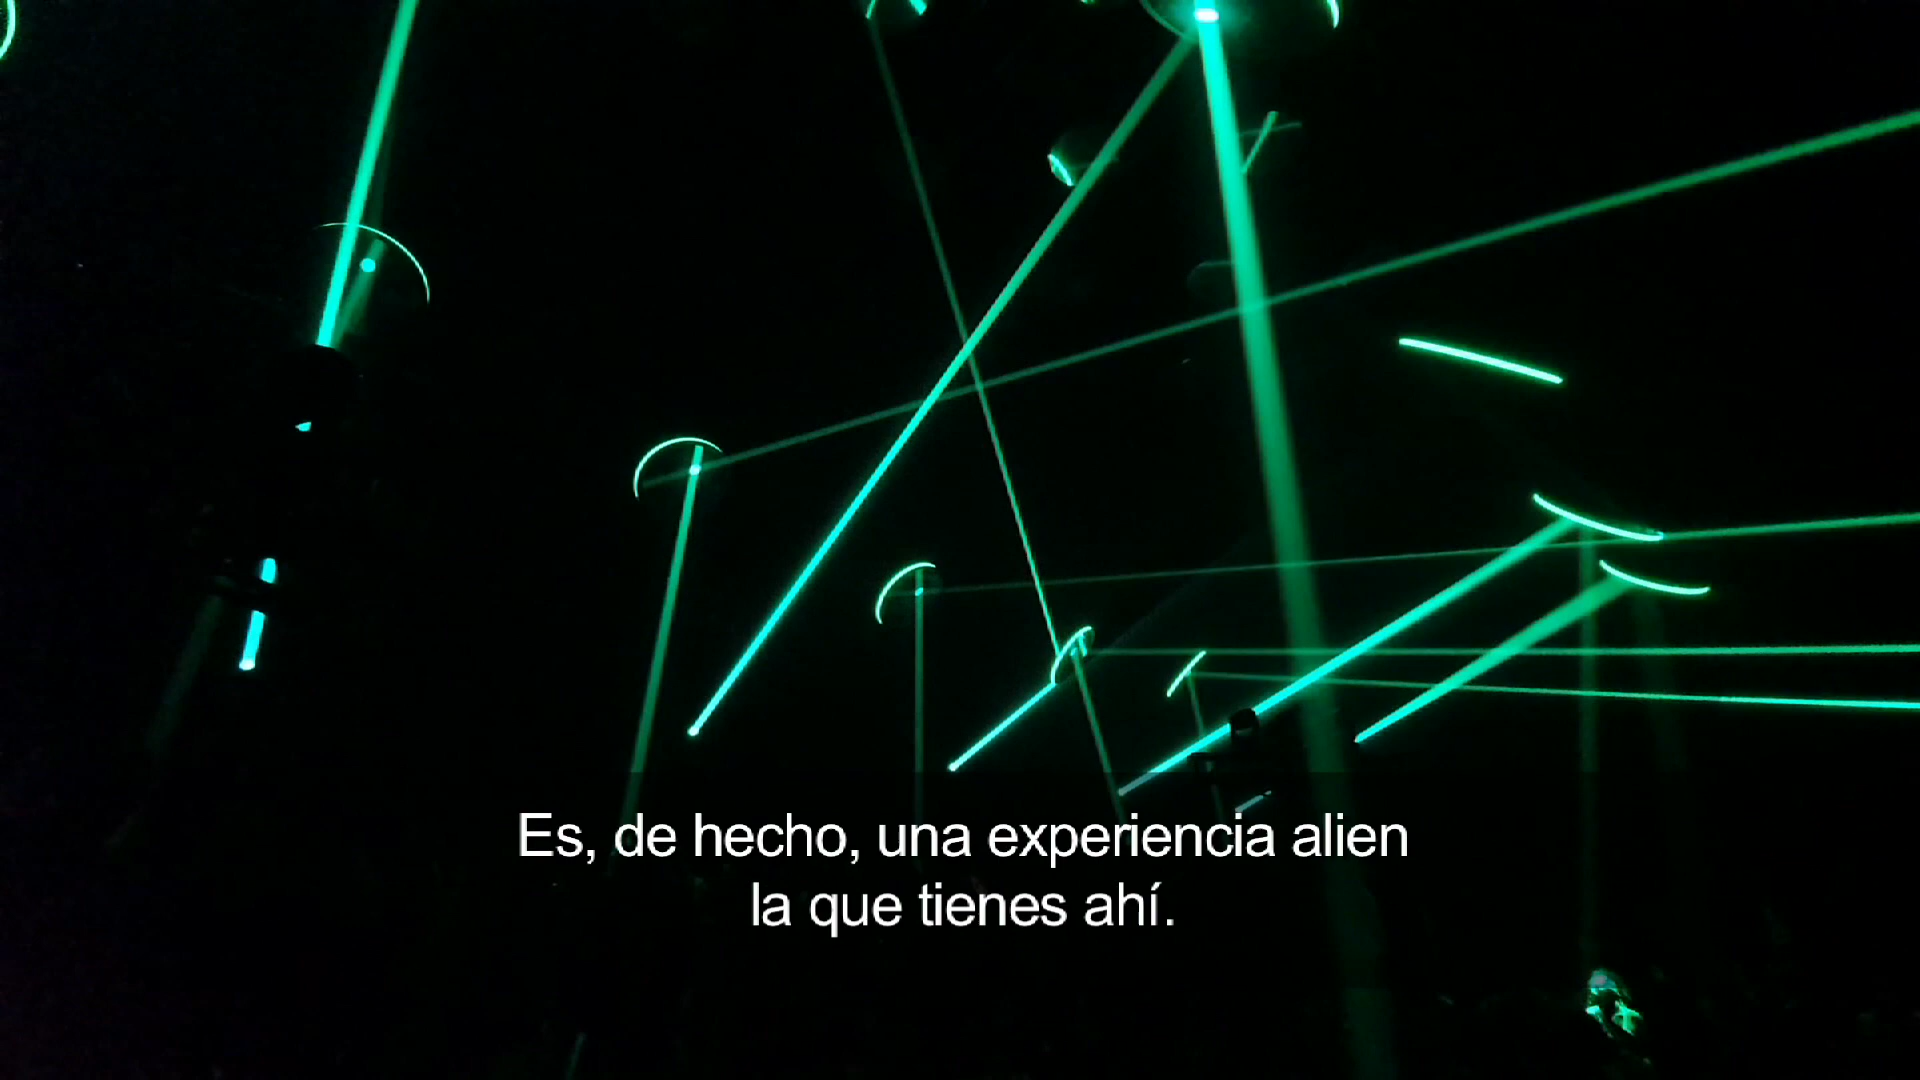 Es, de hecho, una experiencia alien
la que tienes ahí.